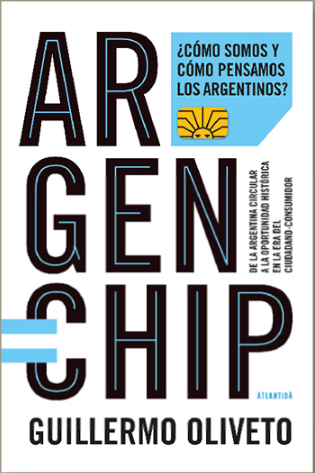 AR
¿CÓMO SOMOS Y
CÓMO PENSAMOS
LOS ARGENTINOS?
GEN
DE LA ARGENTINA CIRCULAR
A LA OPORTUNIDAD HISTÓRICA
EN LA ERA DEL
CIUDADANO-CONSUMIDOR
CHIP
ATLANTIDA
GUILLERMO OLIVETO